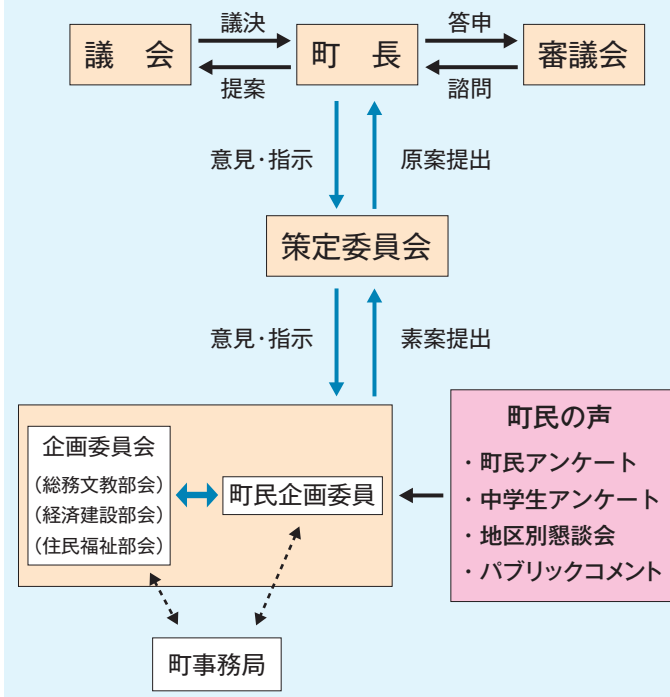 議決
答申
議　会
町　長
審議会
提案
諮問
意見・指示
原案提出
策定委員会
意見・指示
素案提出
企画委員会
（総務文教部会）
（経済建設部会）
（住民福祉部会）
町民企画委員
町民の声
・町民アンケート
・中学生アンケート
・地区別懇談会
・パブリックコメント
町事務局